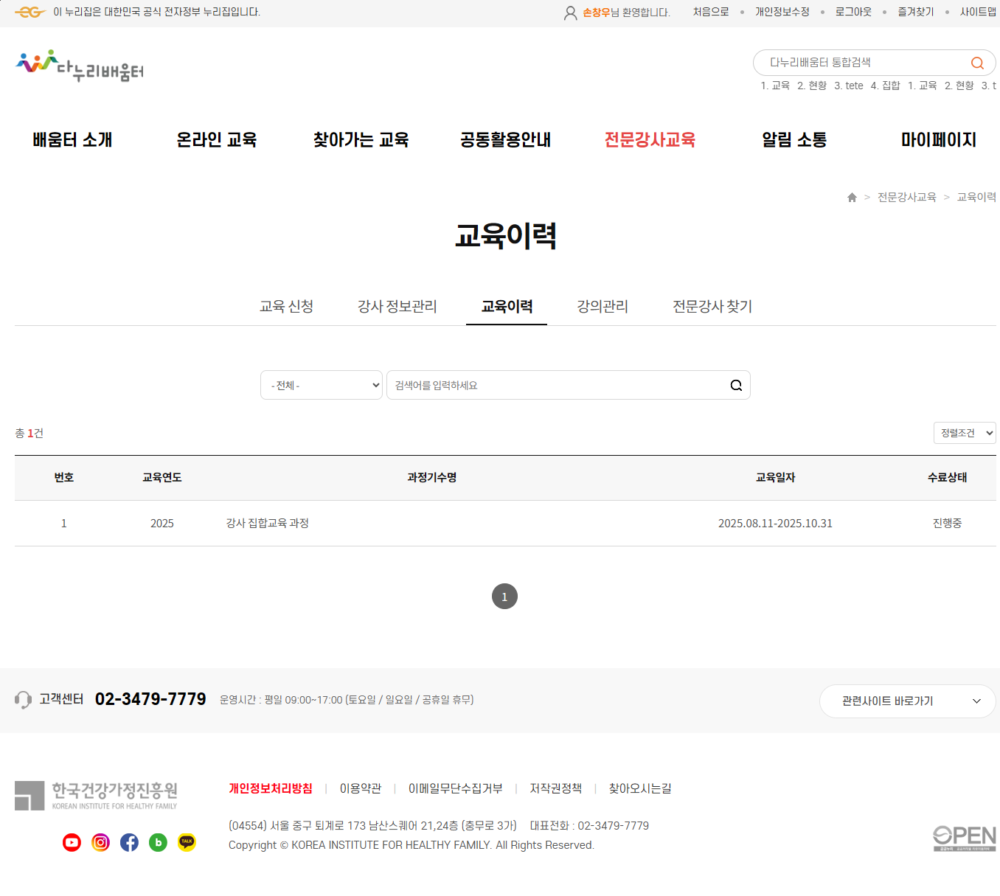 이 누리집은 대한민국 공식 전자정부 누리집입니다.
손창우님 환영합니다. 처음으로 개인정보수정 로그아웃 즐겨찾기 사이트맵
다누리배움터
다누리배움터 통합검색
1. 교육 2. 현황 3. tete 4. 집합 1. 교육 2. 현황 3. t
배움터 소개 온라인 교육 찾아가는 교육 공동활용안내 전문강사교육 알림 소통 마이페이지
> 전문강사교육 > 교육이력
교육이력
교육 신청 강사 정보관리 교육이력 강의관리 전문강사 찾기
- 전체 - 검색어를 입력하세요
총 1건 정렬조건
번호 교육연도 과정기수명 교육일자 수료상태
1 2025 강사 집합교육 과정 2025.08.11-2025.10.31 진행중
1
고객센터 02-3479-7779 운영시간 : 평일 09:00~17:00 (토요일 / 일요일 / 공휴일 휴무) 관련사이트 바로가기
한국건강가정진흥원
KOREAN INSTITUTE FOR HEALTHY FAMILY
개인정보처리방침 | 이용약관 | 이메일무단수집거부 | 저작권정책 | 찾아오시는길
(04554) 서울 중구 퇴계로 173 남산스퀘어 21,24층 (충무로 3가) 대표전화 : 02-3479-7779
Copyright © KOREA INSTITUTE FOR HEALTHY FAMILY. All Rights Reserved.
b
TALK
OPEN
공공누리